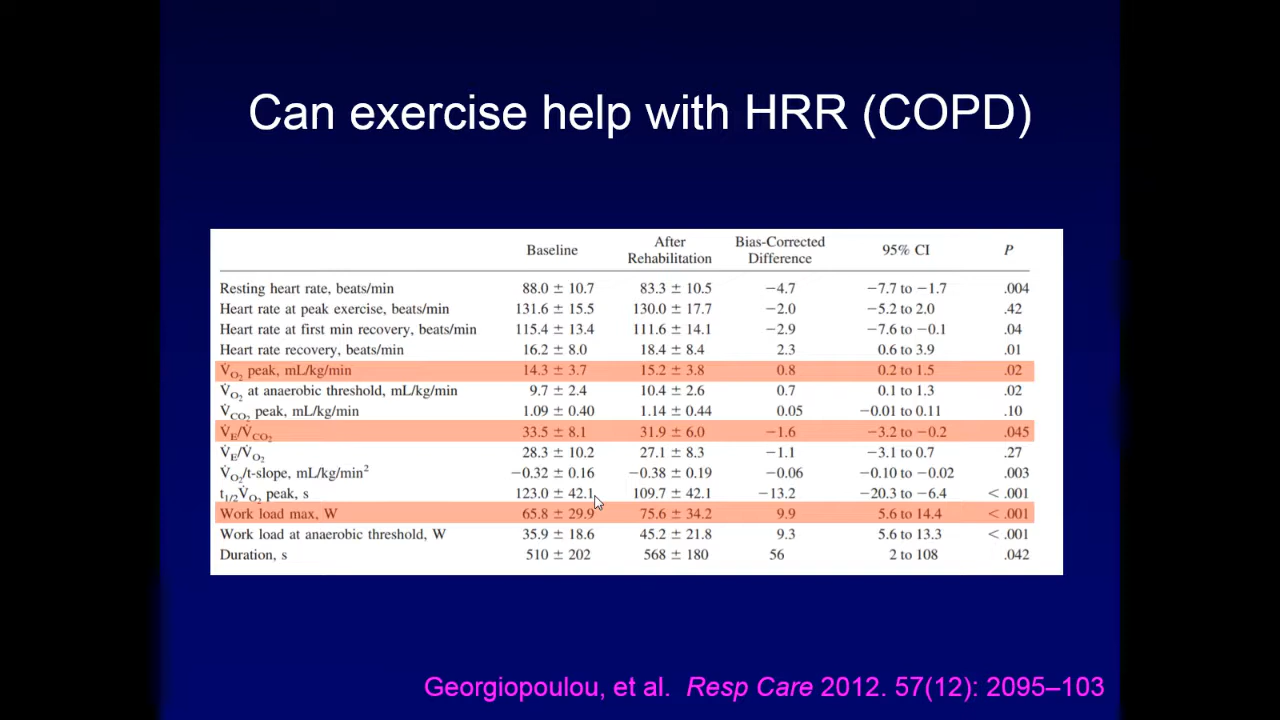 Can exercise help with HRR (COPD)
Baseline After Rehabilitation Bias-Corrected Difference 95% CI P
Resting heart rate, beats/min 88.0 ± 10.7 83.3 ± 10.5 −4.7 −7.7 to −1.7 .004
Heart rate at peak exercise, beats/min 131.6 ± 15.5 130.0 ± 17.7 −2.0 −5.2 to 2.0 .42
Heart rate at first min recovery, beats/min 115.4 ± 13.4 111.6 ± 14.1 −2.9 −7.6 to −0.1 .04
Heart rate recovery, beats/min 16.2 ± 8.0 18.4 ± 8.4 2.3 0.6 to 3.9 .01
V̇O₂ peak, mL/kg/min 14.3 ± 3.7 15.2 ± 3.8 0.8 0.2 to 1.5 .02
V̇O₂ at anaerobic threshold, mL/kg/min 9.7 ± 2.4 10.4 ± 2.6 0.7 0.1 to 1.3 .02
V̇CO₂ peak, mL/kg/min 1.09 ± 0.40 1.14 ± 0.44 0.05 −0.01 to 0.11 .10
V̇E/V̇CO₂ 33.5 ± 8.1 31.9 ± 6.0 −1.6 −3.2 to −0.2 .045
V̇E/V̇O₂ 28.3 ± 10.2 27.1 ± 8.3 −1.1 −3.1 to 0.7 .27
V̇O₂/t-slope, mL/kg/min² −0.32 ± 0.16 −0.38 ± 0.19 −0.06 −0.10 to −0.02 .003
t1/2V̇O₂ peak, s 123.0 ± 42.1 109.7 ± 42.1 −13.2 −20.3 to −6.4 < .001
Work load max, W 65.8 ± 29.9 75.6 ± 34.2 9.9 5.6 to 14.4 < .001
Work load at anaerobic threshold, W 35.9 ± 18.6 45.2 ± 21.8 9.3 5.6 to 13.3 < .001
Duration, s 510 ± 202 568 ± 180 56 2 to 108 .042
Georgiopoulou, et al. Resp Care 2012. 57(12): 2095–103